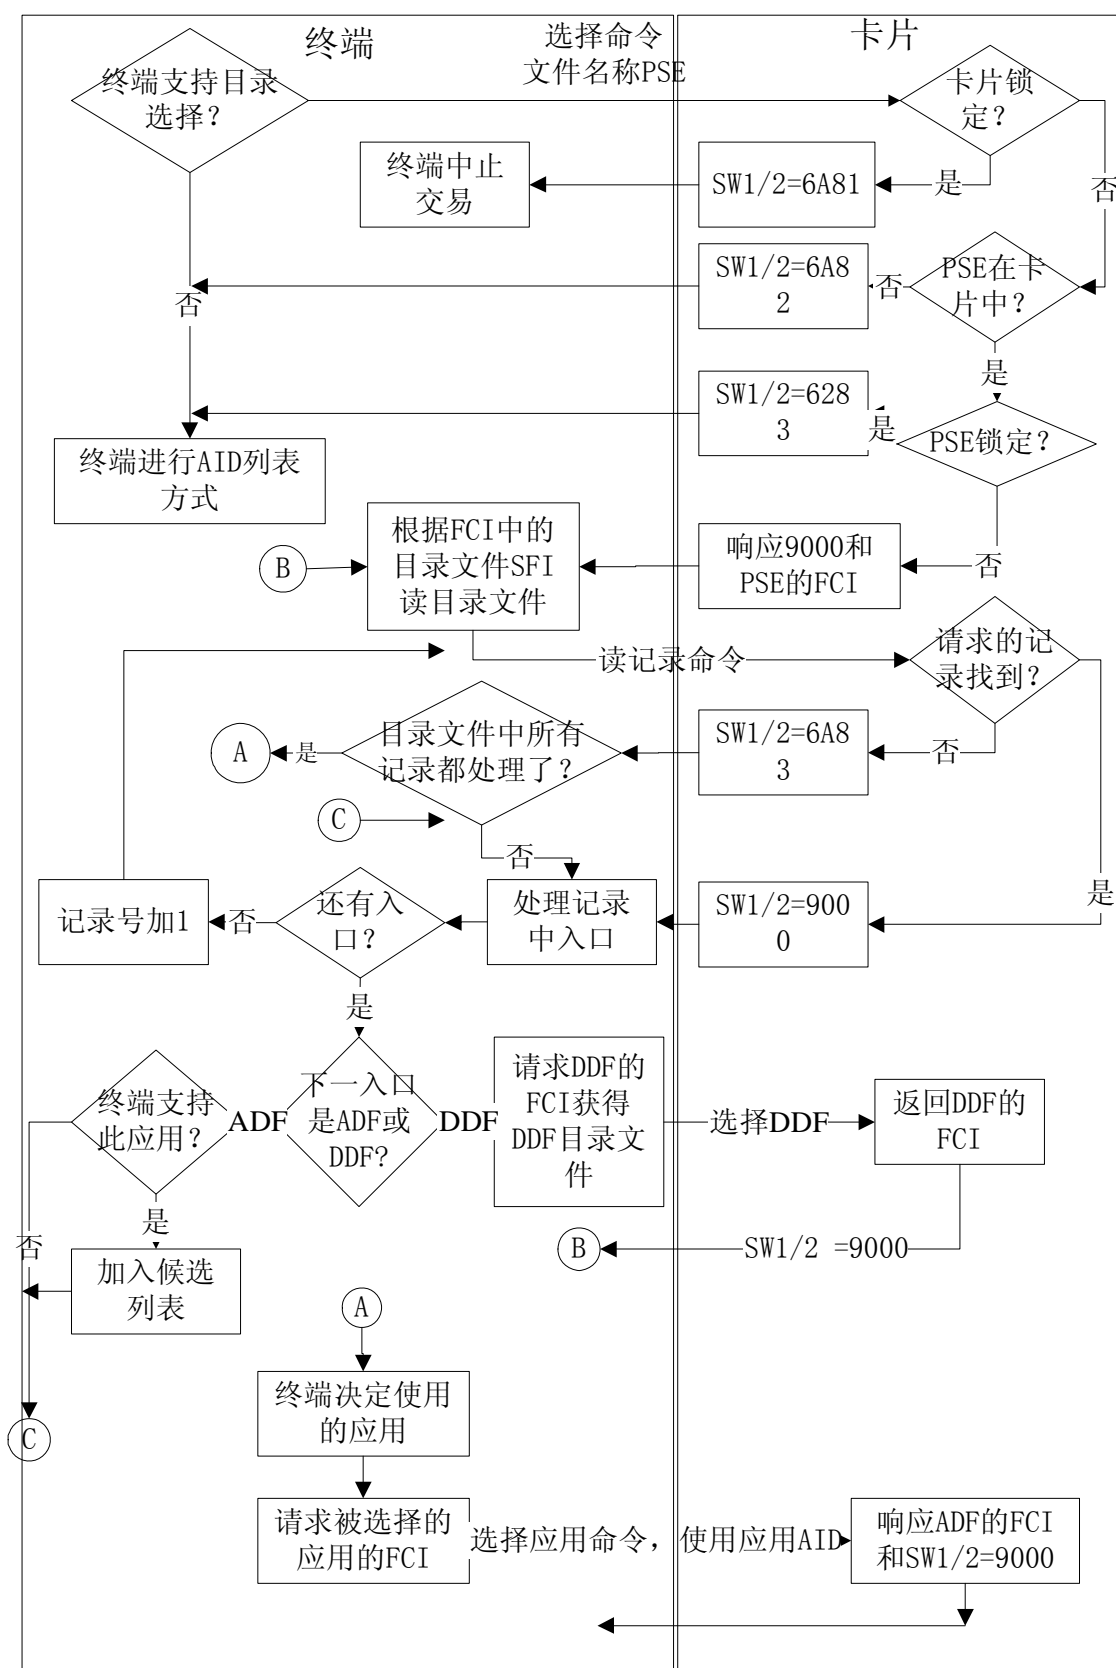 终端
选择命令
文件名称PSE
卡片
终端支持目录
选择?
卡片锁
定?
终端中止
交易
SW1/2=6A81
是
否
SW1/2=6A8
2
否
PSE在卡
片中?
否
是
SW1/2=628
3
是
PSE锁定?
终端进行AID列表
方式
根据FCI中的
目录文件SFI
读目录文件
B
响应9000和
PSE的FCI
否
读记录命令
请求的记
录找到?
A
是
目录文件中所有
记录都处理了?
SW1/2=6A8
3
否
C
否
是
记录号加1
否
还有入
口?
处理记录
中入口
SW1/2=900
0
是
终端支持
此应用?
ADF
下一入口
是ADF或
DDF?
DDF
请求DDF的
FCI获得
DDF目录文
件
选择DDF
返回DDF的
FCI
是
否
B
SW1/2 =9000
加入候选
列表
A
终端决定使用
的应用
C
请求被选择的
应用的FCI
选择应用命令，使用应用AID
响应ADF的FCI
和SW1/2=9000